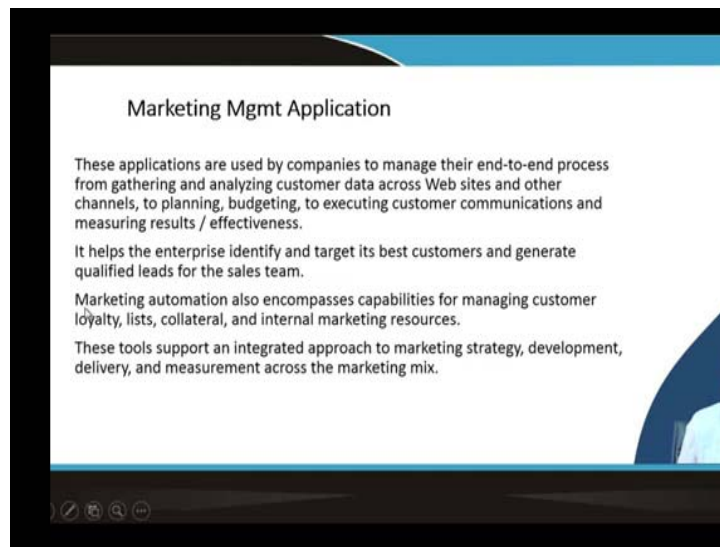 Marketing Mgmt Application
These applications are used by companies to manage their end-to-end process
from gathering and analyzing customer data across Web sites and other
channels, to planning, budgeting, to executing customer communications and
measuring results / effectiveness.
It helps the enterprise identify and target its best customers and generate
qualified leads for the sales team.
Marketing automation also encompasses capabilities for managing customer
loyalty, lists, collateral, and internal marketing resources.
These tools support an integrated approach to marketing strategy, development,
delivery, and measurement across the marketing mix.